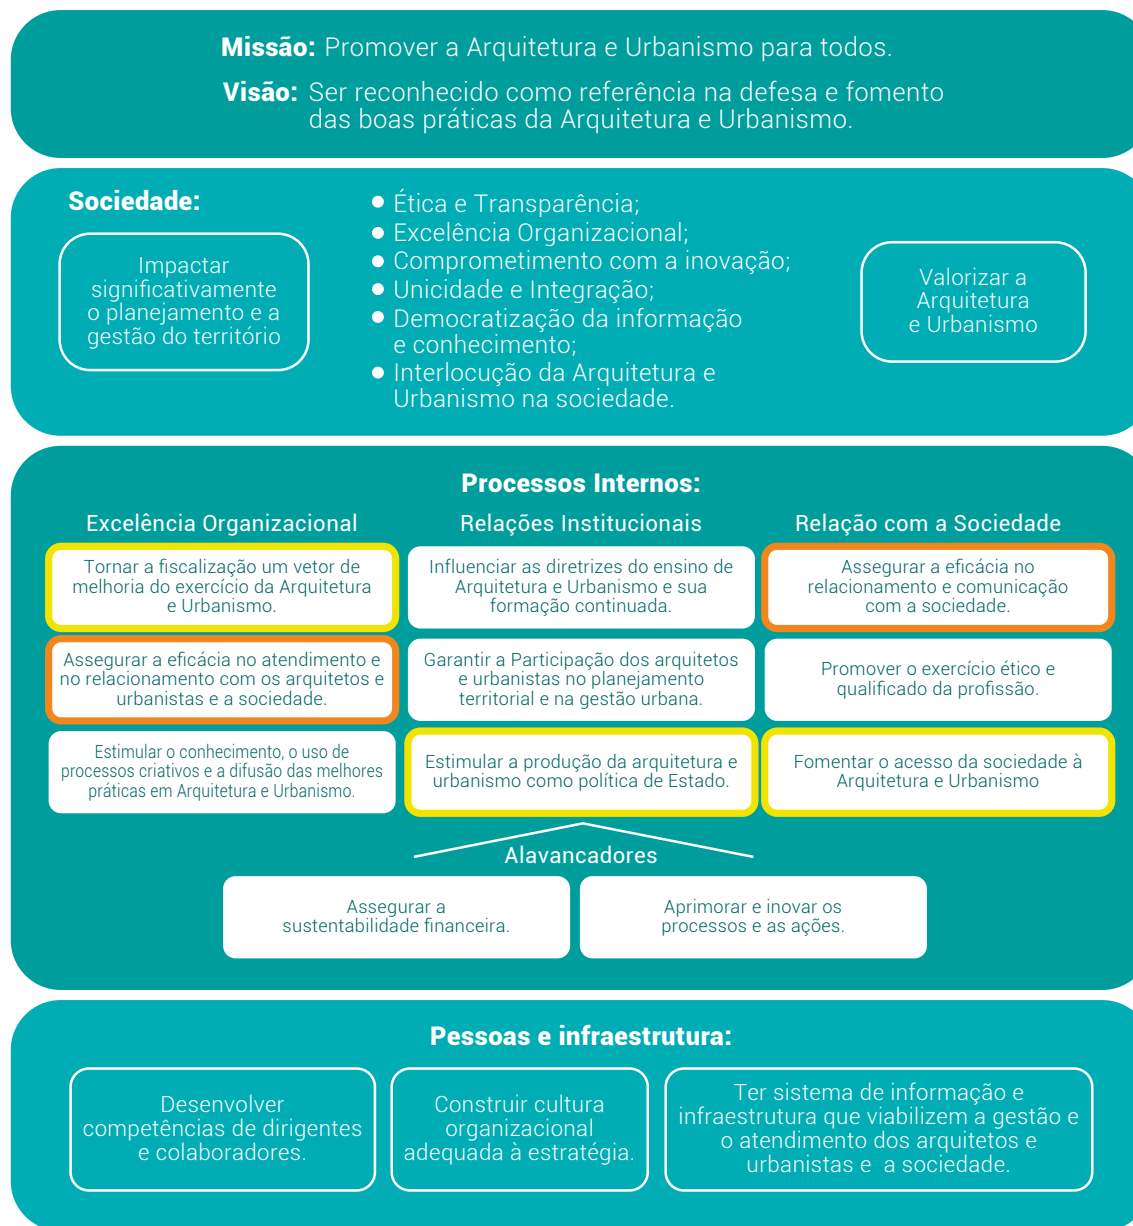 Missão: Promover a Arquitetura e Urbanismo para todos.
Visão: Ser reconhecido como referência na defesa e fomento
das boas práticas da Arquitetura e Urbanismo.
Sociedade:
Impactar
significativamente
o planejamento e a
gestão do território
Ética e Transparência;
Excelência Organizacional;
Comprometimento com a inovação;
Unicidade e Integração;
Democratização da informação
e conhecimento;
Interlocução da Arquitetura e
Urbanismo na sociedade.
Valorizar a
Arquitetura
e Urbanismo
Processos Internos:
Excelência Organizacional
Tornar a fiscalização um vetor de
melhoria do exercício da Arquitetura
e Urbanismo.
Assegurar a eficácia no atendimento e
no relacionamento com os arquitetos e
urbanistas e a sociedade.
Estimular o conhecimento, o uso de
processos criativos e a difusão das melhores
práticas em Arquitetura e Urbanismo.
Relações Institucionais
Influenciar as diretrizes do ensino de
Arquitetura e Urbanismo e sua
formação continuada.
Garantir a Participação dos arquitetos
e urbanistas no planejamento
territorial e na gestão urbana.
Estimular a produção da arquitetura e
urbanismo como política de Estado.
Relação com a Sociedade
Assegurar a eficácia no
relacionamento e comunicação
com a sociedade.
Promover o exercício ético e
qualificado da profissão.
Fomentar o acesso da sociedade à
Arquitetura e Urbanismo
Alavancadores
Assegurar a
sustentabilidade financeira.
Aprimorar e inovar os
processos e as ações.
Pessoas e infraestrutura:
Desenvolver
competências de dirigentes
e colaboradores.
Construir cultura
organizacional
adequada à estratégia.
Ter sistema de informação e
infraestrutura que viabilizem a gestão e
o atendimento dos arquitetos e
urbanistas e a sociedade.